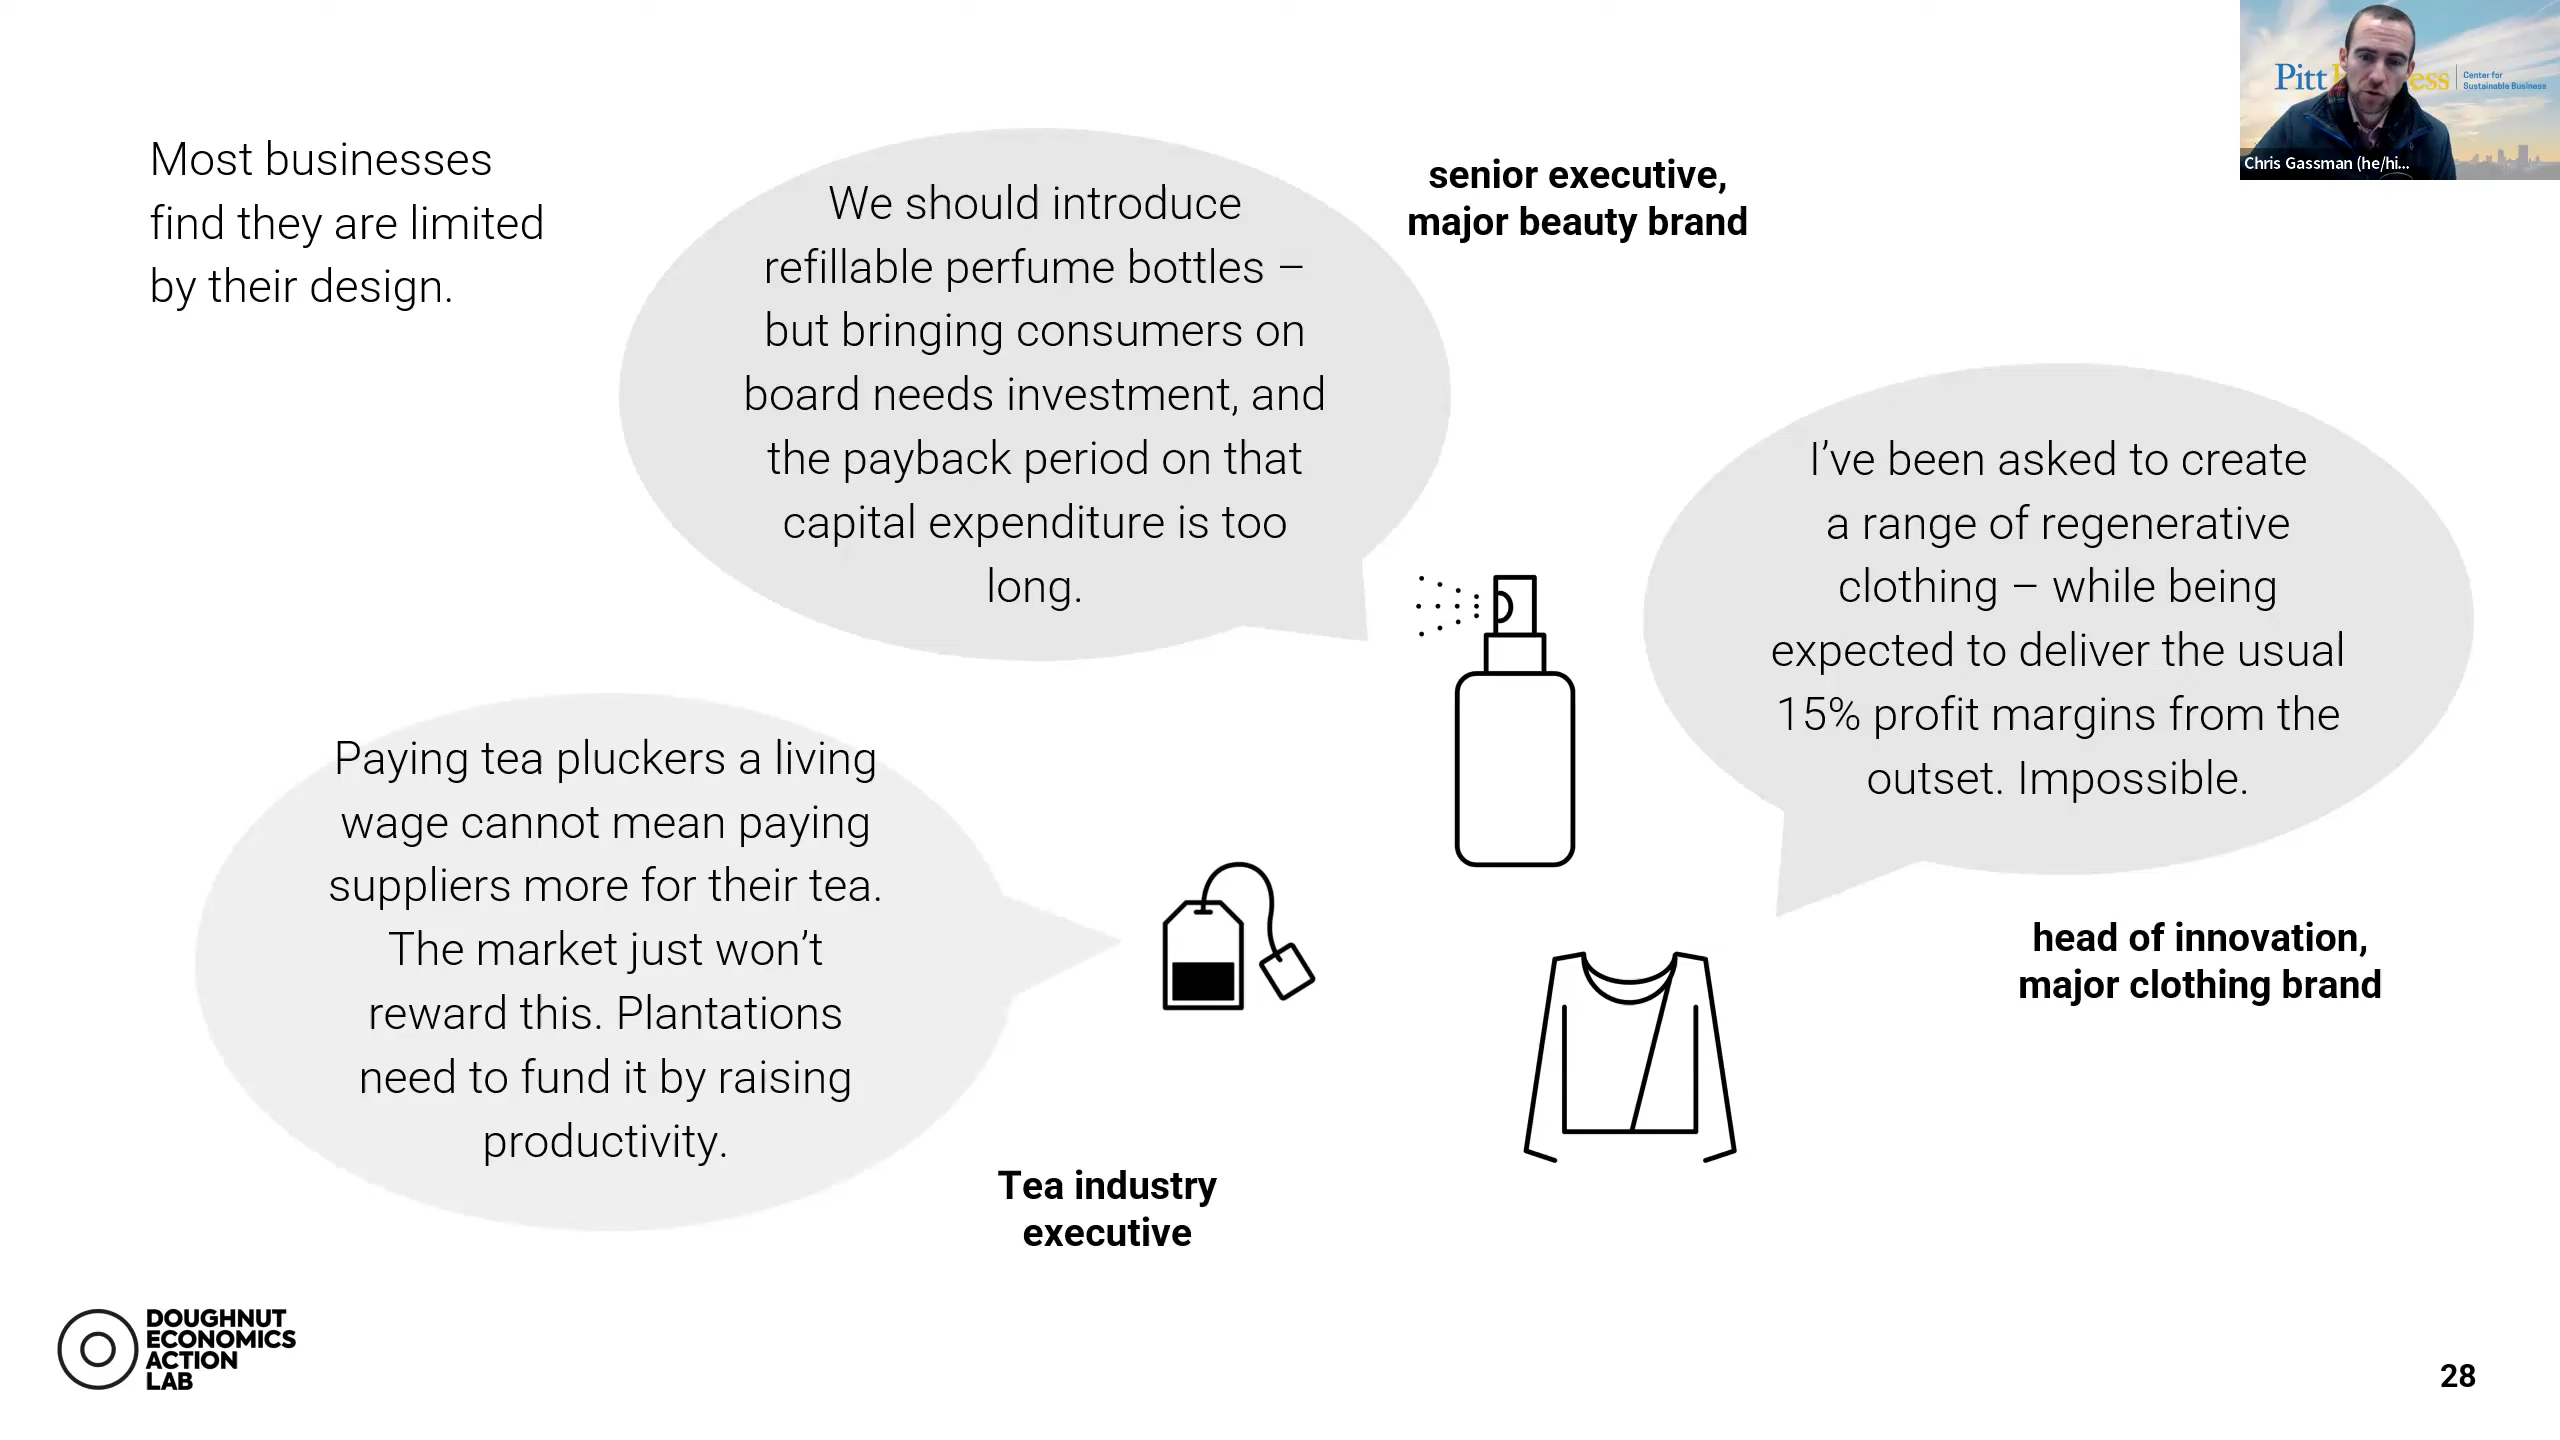 Most businesses
find they are limited
by their design.
We should introduce
refillable perfume bottles –
but bringing consumers on
board needs investment, and
the payback period on that
capital expenditure is too
long.
senior executive,
major beauty brand
Pitt ess
Center for
Sustainable Business
Chris Gassman (he/hi...
I’ve been asked to create
a range of regenerative
clothing – while being
expected to deliver the usual
15% profit margins from the
outset. Impossible.
head of innovation,
major clothing brand
Paying tea pluckers a living
wage cannot mean paying
suppliers more for their tea.
The market just won’t
reward this. Plantations
need to fund it by raising
productivity.
Tea industry
executive
DOUGHNUT
ECONOMICS
ACTION
LAB
28